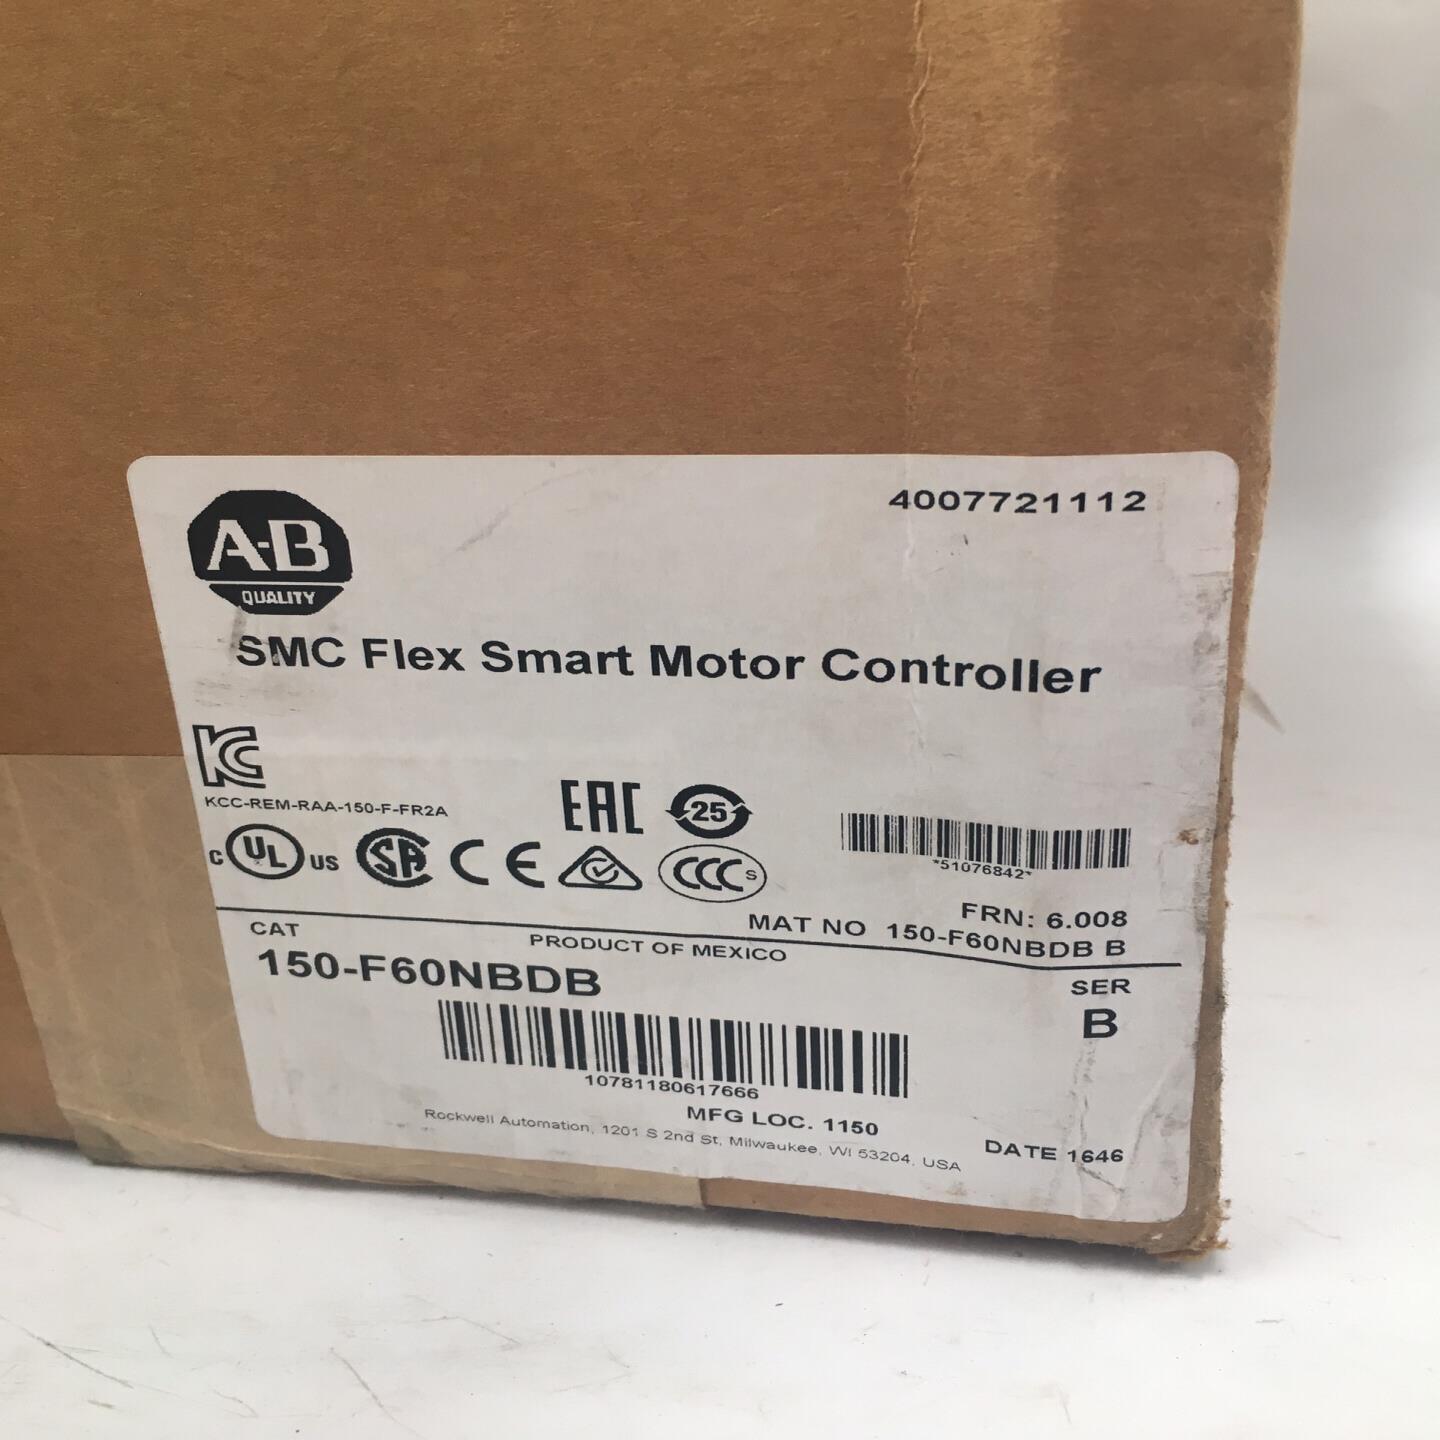 4007721112
A-B
QUALITY
SMC Flex Smart Motor Controller
KC
KCC-REM-RAA-150-F-FR2A
EAC
25
C UL US
SA
CE
CCC S
*51076842*
FRN: 6.008
MAT NO 150-F60NBDB B
CAT
PRODUCT OF MEXICO
150-F60NBDB
SER
B
10781180617666
MFG LOC. 1150
DATE 1646
Rockwell Automation, 1201 S 2nd St, Milwaukee, WI 53204, USA